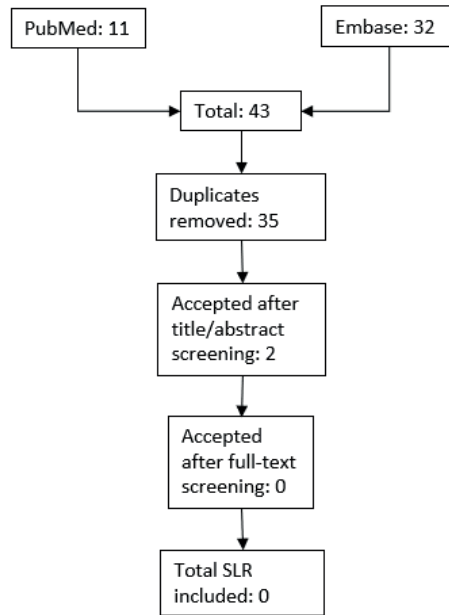 PubMed: 11
Embase: 32
Total: 43
Duplicates
removed: 35
Accepted after
title/abstract
screening: 2
Accepted
after full-text
screening: 0
Total SLR
included: 0